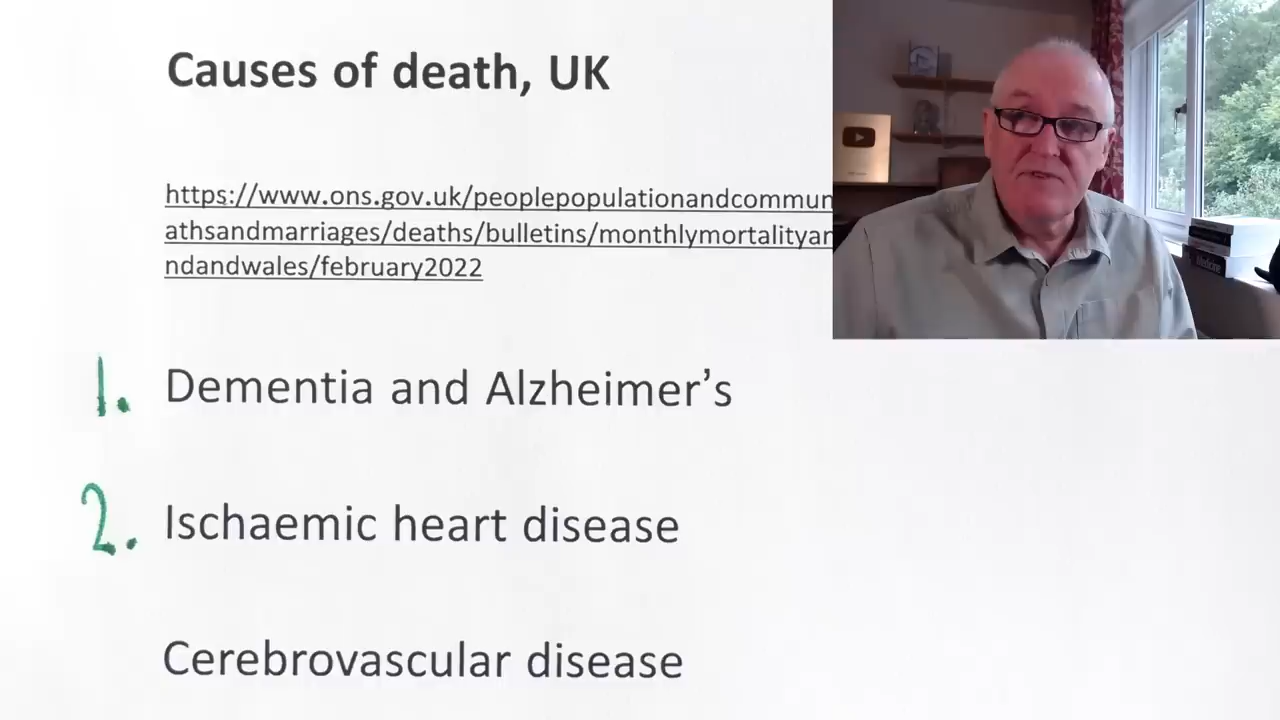 Causes of death, UK
https://www.ons.gov.uk/peoplepopulationandcommun
athsandmarriages/deaths/bulletins/monthlymortalityan
ndandwales/february2022
1. Dementia and Alzheimer’s
2. Ischaemic heart disease
Cerebrovascular disease
Medicine